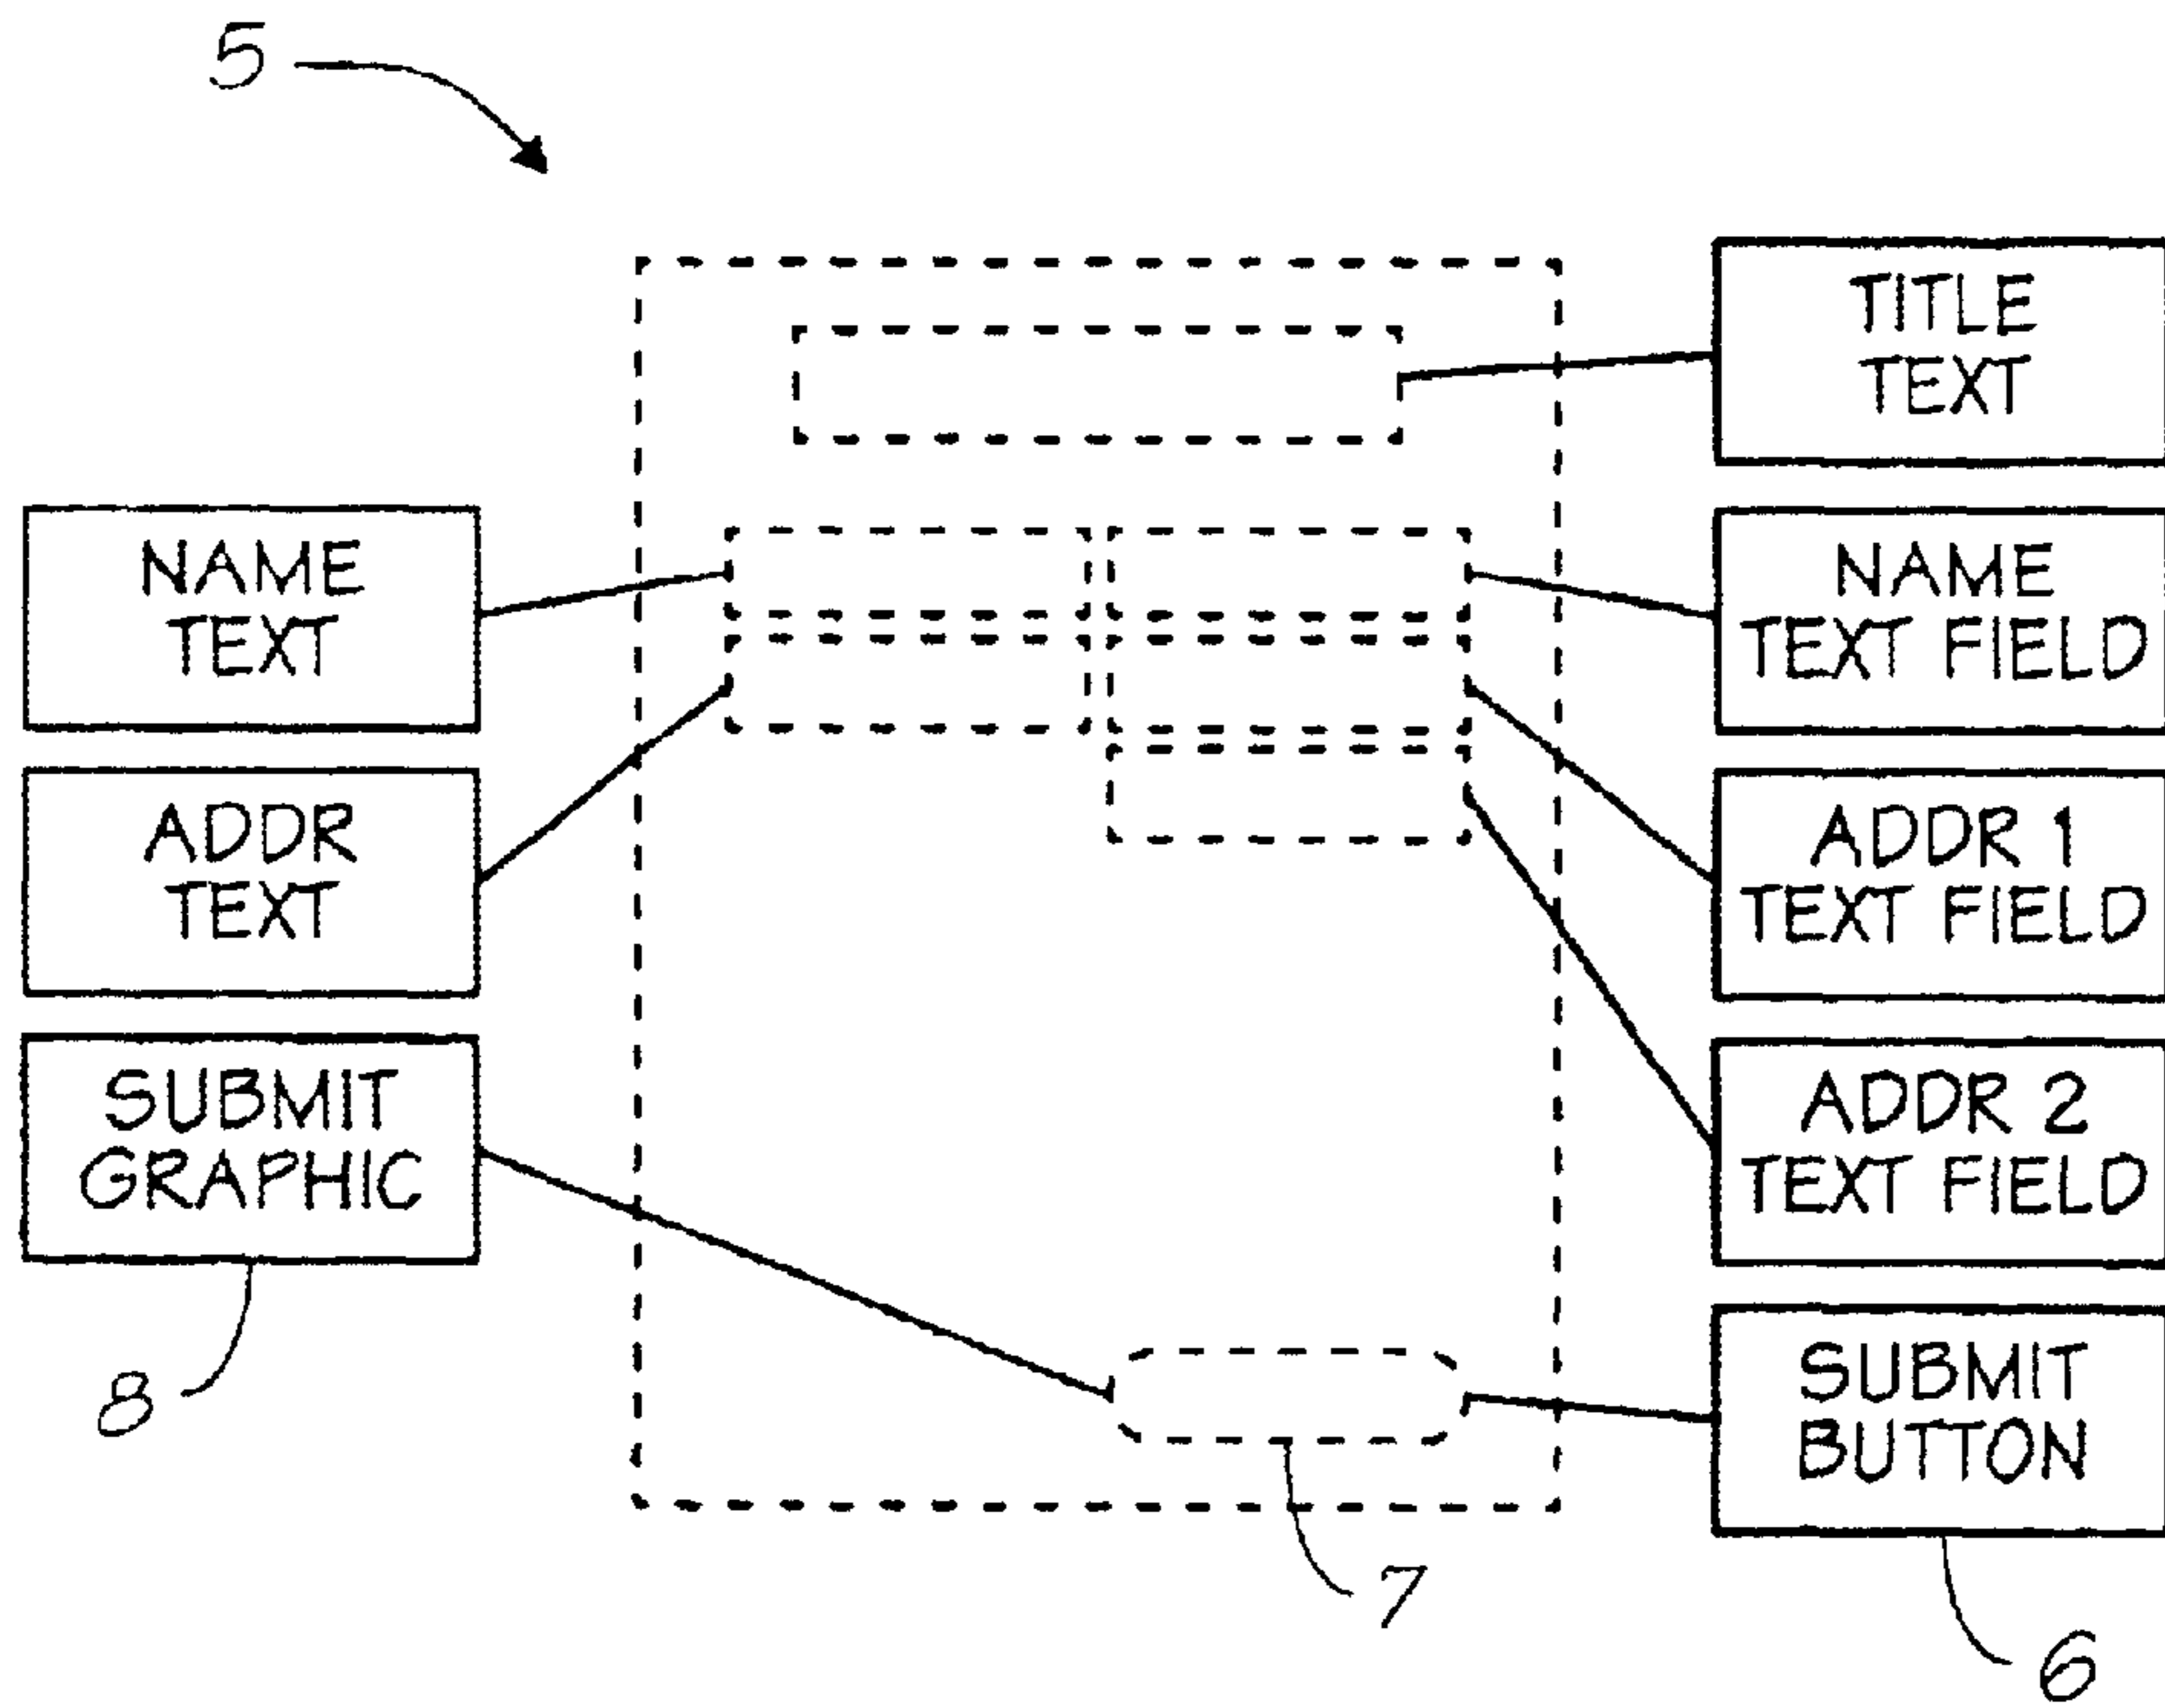 5
TITLE
TEXT
NAME
TEXT
NAME
TEXT FIELD
ADDR
TEXT
ADDR 1
TEXT FIELD
SUBMIT
GRAPHIC
ADDR 2
TEXT FIELD
8
SUBMIT
BUTTON
7
6